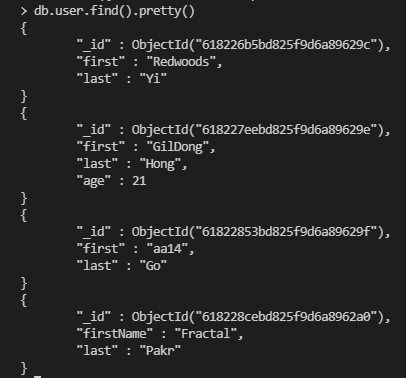 > db.user.find().pretty()
{
"_id" : ObjectId("618226b5bd825f9d6a89629c"),
"first" : "Redwoods",
"last" : "Yi"
}
{
"_id" : ObjectId("618227eebd825f9d6a89629e"),
"first" : "GilDong",
"last" : "Hong",
"age" : 21
}
{
"_id" : ObjectId("61822853bd825f9d6a89629f"),
"first" : "aa14",
"last" : "Go"
}
{
"_id" : ObjectId("618228cebd825f9d6a8962a0"),
"firstName" : "Fractal",
"last" : "Pakr"
}